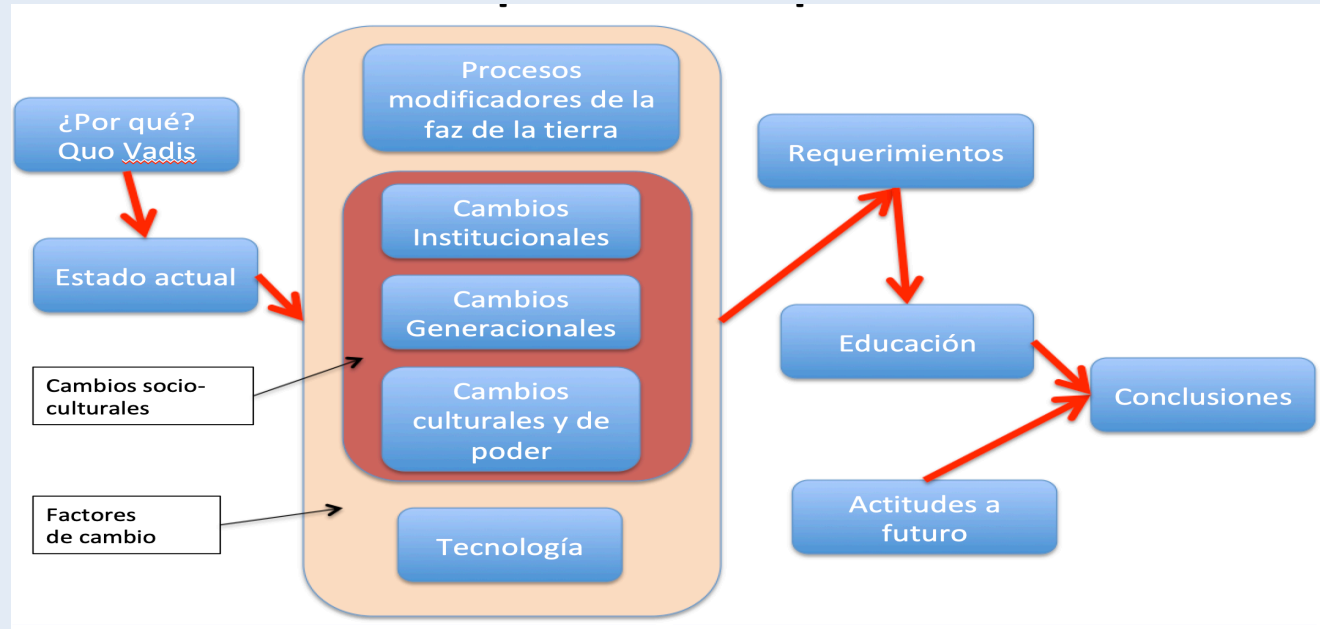 ¿Por qué?
Quo Vadis
Estado actual
Cambios socio-
culturales
Factores
de cambio
Procesos
modificadores de la
faz de la tierra
Cambios
Institucionales
Cambios
Generacionales
Cambios
culturales y de
poder
Tecnología
Requerimientos
Educación
Actitudes a
futuro
Conclusiones